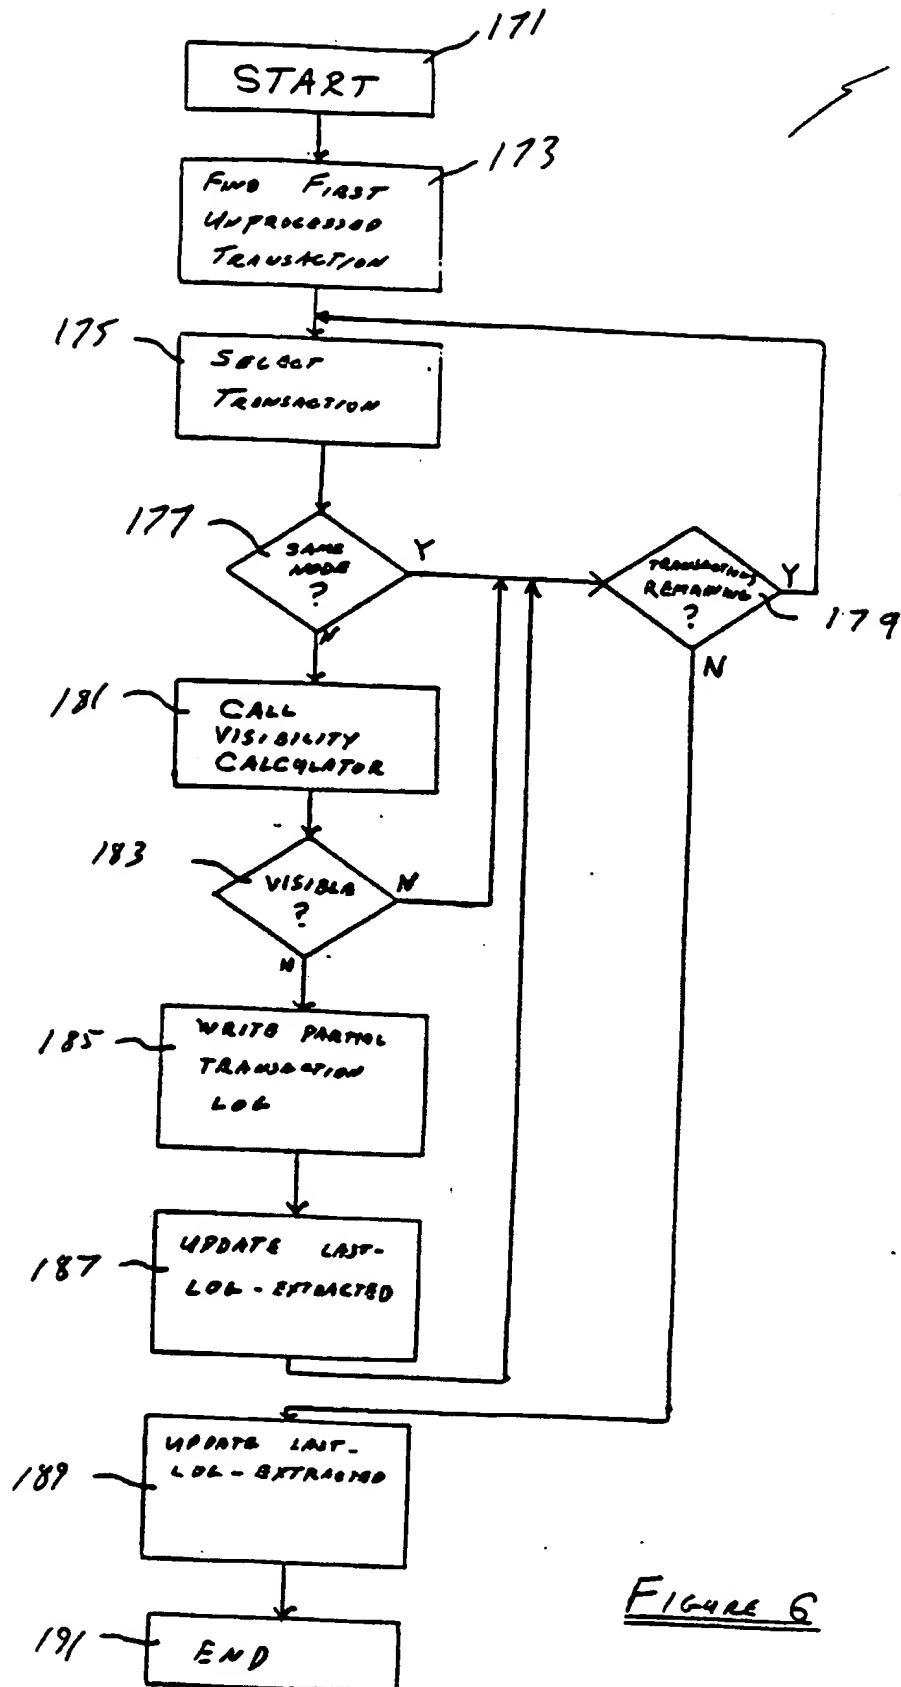 171
START
173
FIND FIRST
UNPROCESSED
TRANSACTION
175
SELECT
TRANSACTION
177
SAME
NODE
?
Y
N
TRANSACTIONS
REMAINING
?
Y
179
N
181
CALL
VISIBILITY
CALCULATOR
183
VISIBLE
?
N
N
185
WRITE PARTIAL
TRANSACTION
LOG
187
UPDATE LAST-
LOG-EXTRACTED
189
UPDATE LAST-
LOG-EXTRACTED
191
END
FIGURE 6